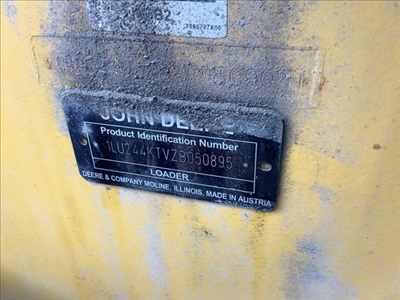 JOHN DEERE
Product Identification Number
1LU244KTVZB050895
LOADER
DEERE & COMPANY MOLINE, ILLINOIS, MADE IN AUSTRIA